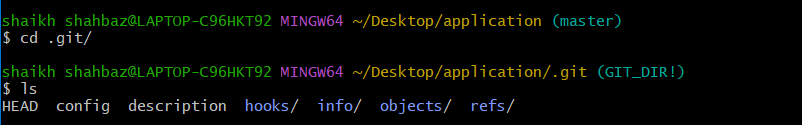 shaikh shahbaz@LAPTOP-C96HKT92 MINGW64 ~/Desktop/application (master)
$ cd .git/
shaikh shahbaz@LAPTOP-C96HKT92 MINGW64 ~/Desktop/application/.git (GIT_DIR!)
$ ls
HEAD  config  description  hooks/  info/  objects/  refs/